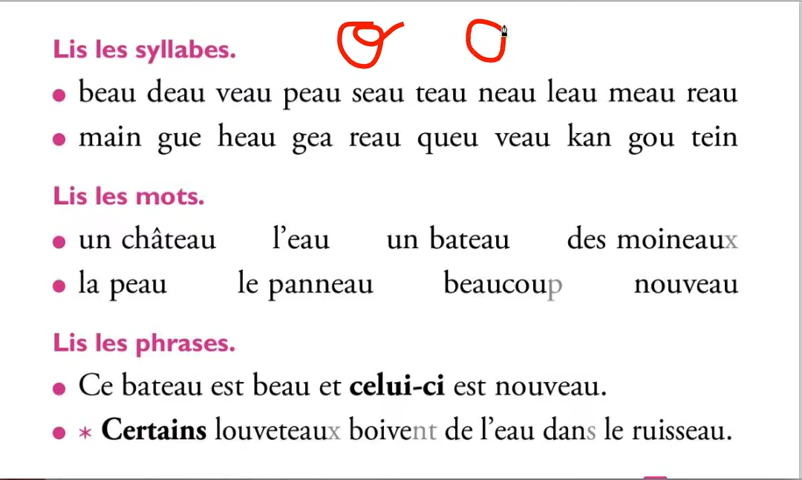 Lis les syllabes.
beau deau veau peau seau teau neau leau meau reau
main gue heau gea reau queu veau kan gou tein
Lis les mots.
un château l'eau un bateau des moineaux
la peau le panneau beaucoup nouveau
Lis les phrases.
Ce bateau est beau et celui-ci est nouveau.
* Certains louveteaux boivent de l'eau dans le ruisseau.